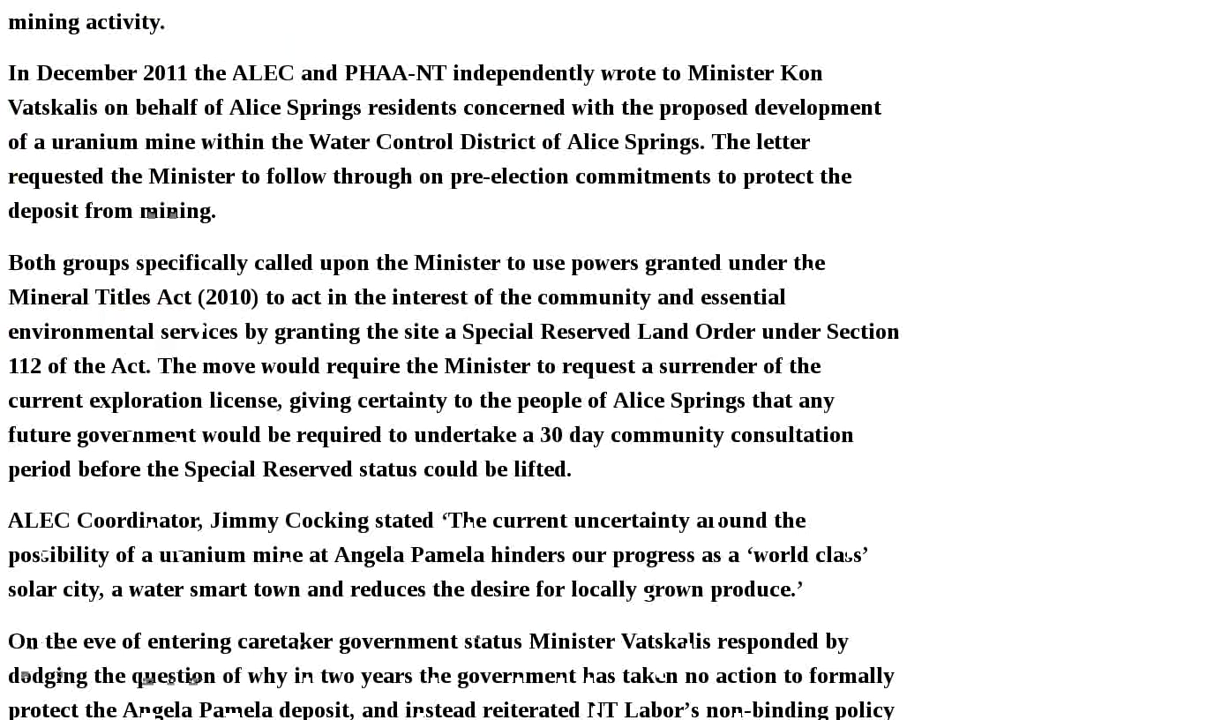 mining activity.
In December 2011 the ALEC and PHAA-NT independently wrote to Minister Kon
Vatskalis on behalf of Alice Springs residents concerned with the proposed development
of a uranium mine within the Water Control District of Alice Springs. The letter
requested the Minister to follow through on pre-election commitments to protect the
deposit from mining.
Both groups specifically called upon the Minister to use powers granted under the
Mineral Titles Act (2010) to act in the interest of the community and essential
environmental services by granting the site a Special Reserved Land Order under Section
112 of the Act. The move would require the Minister to request a surrender of the
current exploration license, giving certainty to the people of Alice Springs that any
future government would be required to undertake a 30 day community consultation
period before the Special Reserved status could be lifted.
ALEC Coordinator, Jimmy Cocking stated ‘The current uncertainty around the
possibility of a uranium mine at Angela Pamela hinders our progress as a ‘world class’
solar city, a water smart town and reduces the desire for locally grown produce.’
On the eve of entering caretaker government status Minister Vatskalis responded by
dodging the question of why in two years the government has taken no action to formally
protect the Angela Pamela deposit, and instead reiterated NT Labor’s non-binding policy